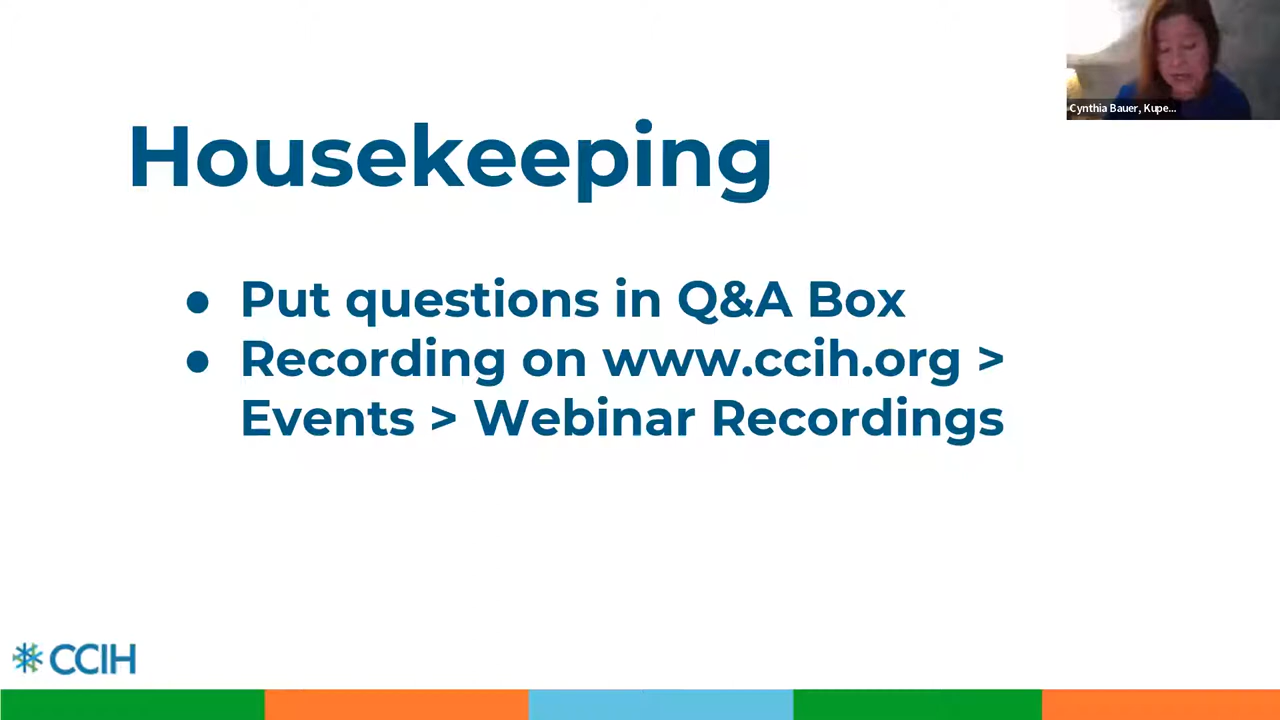 Cynthia Bauer, Kupe...
Housekeeping
● Put questions in Q&A Box
● Recording on www.ccih.org >
Events > Webinar Recordings
CCIH